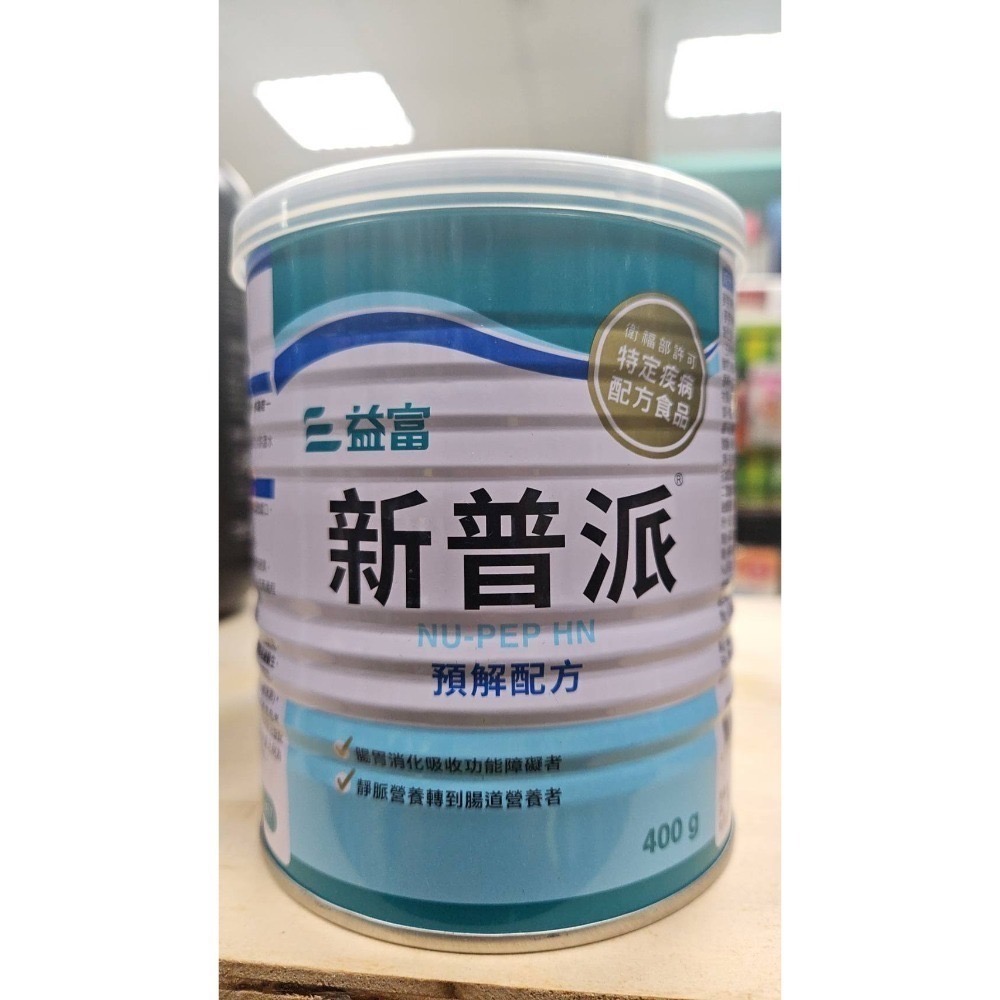 衛福部許可
特定疾病
配方食品
益富
新普派®
NU-PEP HN
預解配方
腸胃消化吸收功能障礙者
靜脈營養轉到腸道營養者
400 g